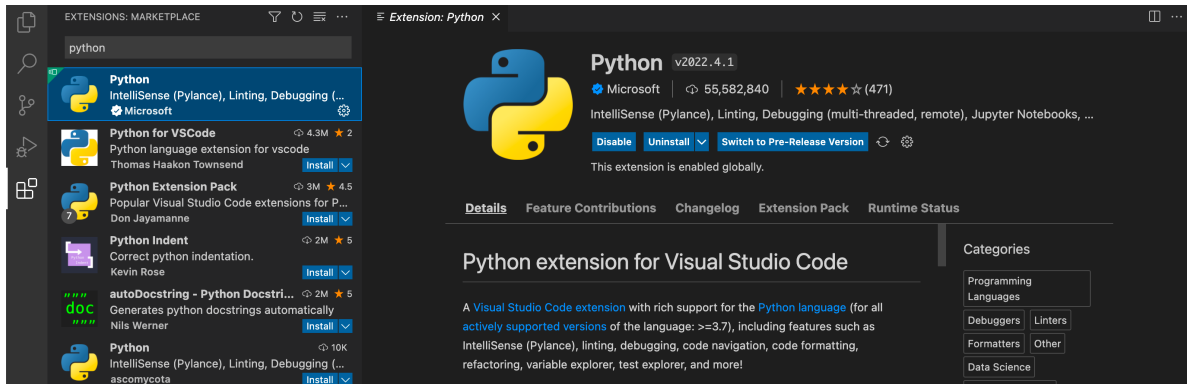 EXTENSIONS: MARKETPLACE
python
Python
IntelliSense (Pylance), Linting, Debugging (...
Microsoft
Python for VSCode 4.3M ★ 2
Python language extension for vscode
Thomas Haakon Townsend Install
Python Extension Pack 3M ★ 4.5
Popular Visual Studio Code extensions for P...
Don Jayamanne Install
7
Python Indent 2M ★ 5
Correct python indentation.
Kevin Rose Install
autoDocstring - Python Docstri... 2M ★ 5
Generates python docstrings automatically
Nils Werner Install
""" doc """
Python 10K
IntelliSense (Pylance), Linting, Debugging (...
ascomycota Install
Extension: Python ×
Python v2022.4.1
Microsoft | 55,582,840 | ★★★★☆(471)
IntelliSense (Pylance), Linting, Debugging (multi-threaded, remote), Jupyter Notebooks, ...
Disable Uninstall Switch to Pre-Release Version
This extension is enabled globally.
Details Feature Contributions Changelog Extension Pack Runtime Status
Python extension for Visual Studio Code
A Visual Studio Code extension with rich support for the Python language (for all
actively supported versions of the language: >=3.7), including features such as
IntelliSense (Pylance), linting, debugging, code navigation, code formatting,
refactoring, variable explorer, test explorer, and more!
Categories
Programming
Languages
Debuggers Linters
Formatters Other
Data Science